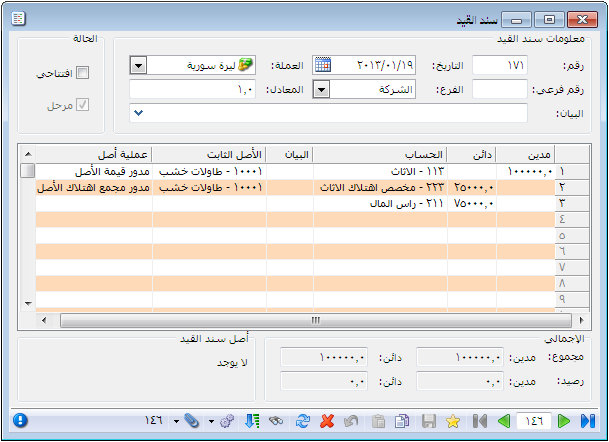 سند القيد
معلومات سند القيد
الحالة
رقم: ١٧١ التاريخ: ٢٠١٣/٠١/١٩ العملة: ليرة سورية
افتتاحي
رقم فرعي: الفرع: الشركة المعادل: ١,٠
مرحل
البيان:
مدين دائن الحساب البيان الأصل الثابت عملية أصل
١ ١٠٠٠٠٠,٠ ١١٣ - الاثاث ١٠٠٠١ - طاولات خشب مدور قيمة الأصل
٢ ٢٥٠٠٠,٠ ٢٢٣ - مخصص اهتلاك الاثاث ١٠٠٠١ - طاولات خشب مدور مجمع اهتلاك الأصل
٣ ٧٥٠٠٠,٠ ٢١١ - راس المال
٤
٥
٦
٧
٨
٩
الإجمالي
أصل سند القيد
مجموع: مدين: ١٠٠٠٠٠,٠ دائن: ١٠٠٠٠٠,٠
لا يوجد
رصيد: مدين: ٠,٠ دائن: ٠,٠
١٤٦ ١٤٦